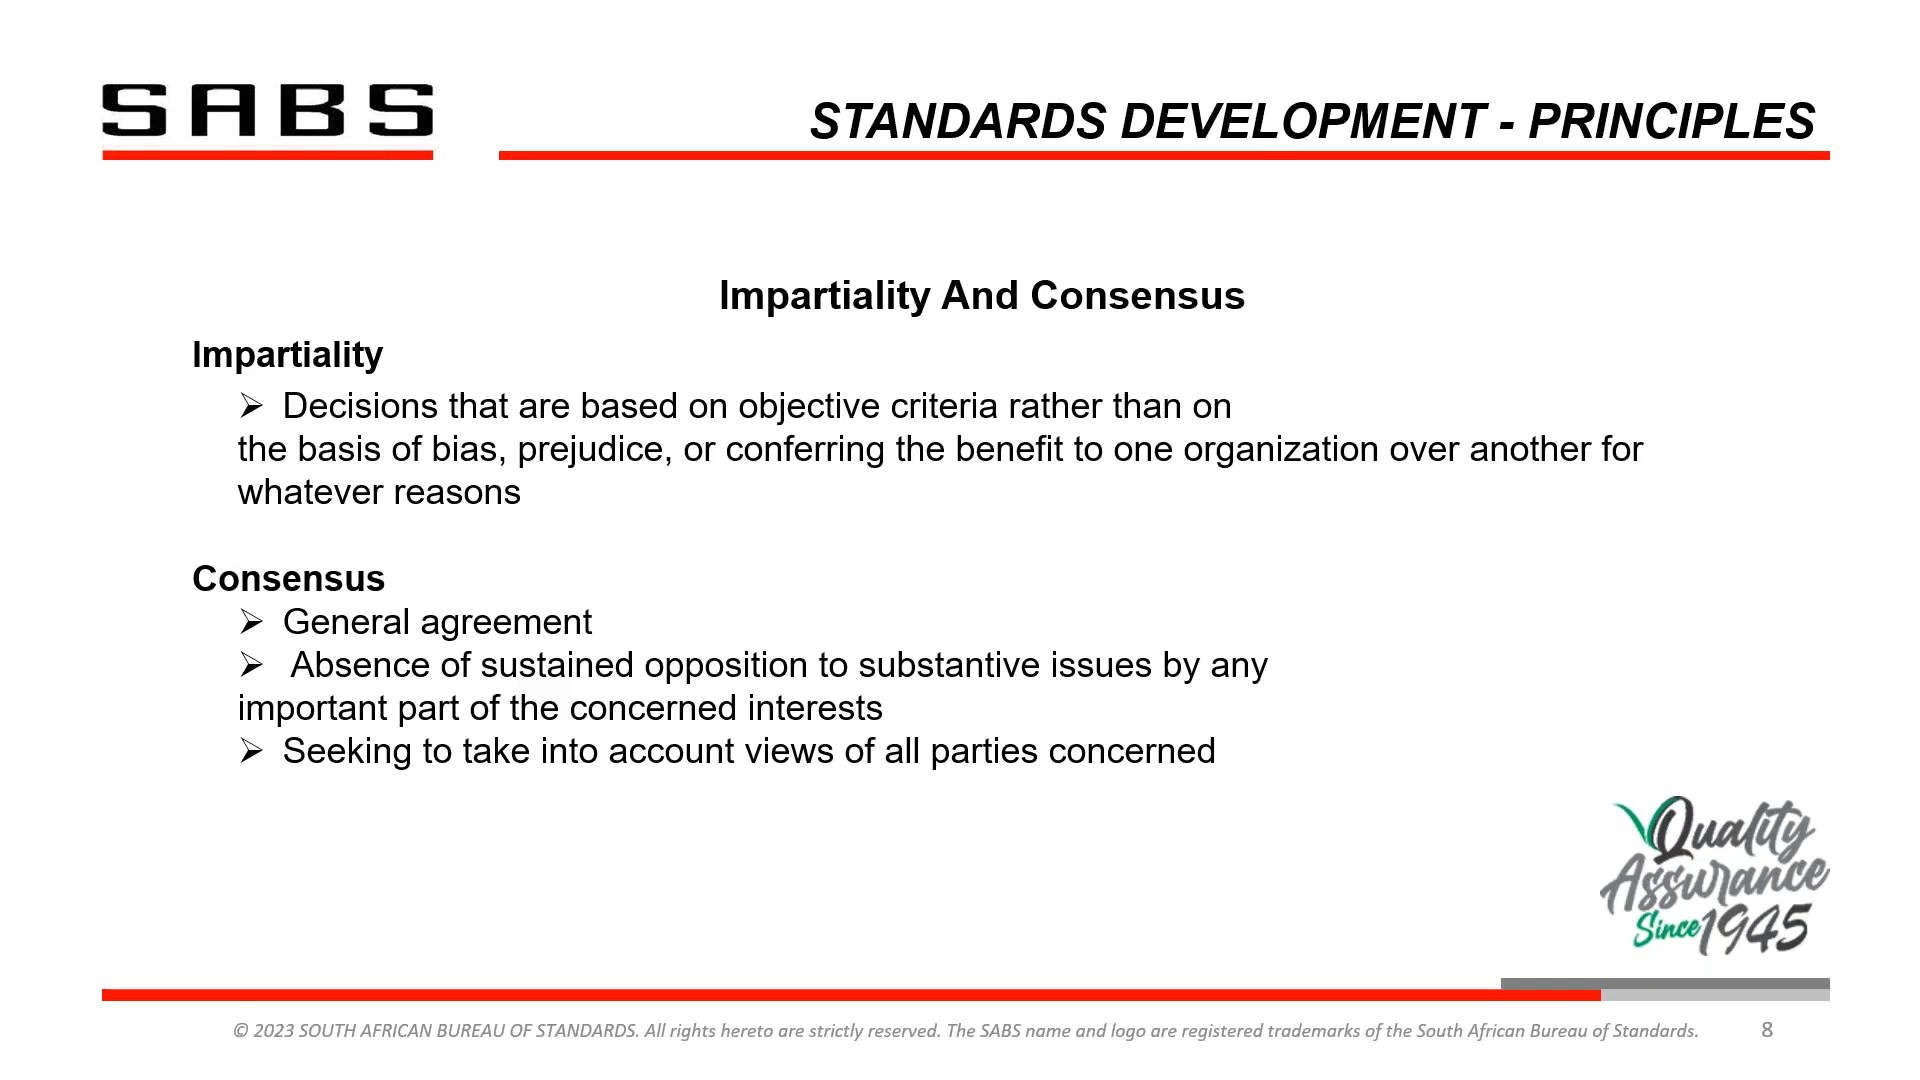 SABS
STANDARDS DEVELOPMENT - PRINCIPLES
Impartiality And Consensus
Impartiality
➢ Decisions that are based on objective criteria rather than on
the basis of bias, prejudice, or conferring the benefit to one organization over another for
whatever reasons
Consensus
➢ General agreement
➢ Absence of sustained opposition to substantive issues by any
important part of the concerned interests
➢ Seeking to take into account views of all parties concerned
Quality
Assurance
Since 1945
© 2023 SOUTH AFRICAN BUREAU OF STANDARDS. All rights hereto are strictly reserved. The SABS name and logo are registered trademarks of the South African Bureau of Standards.
8